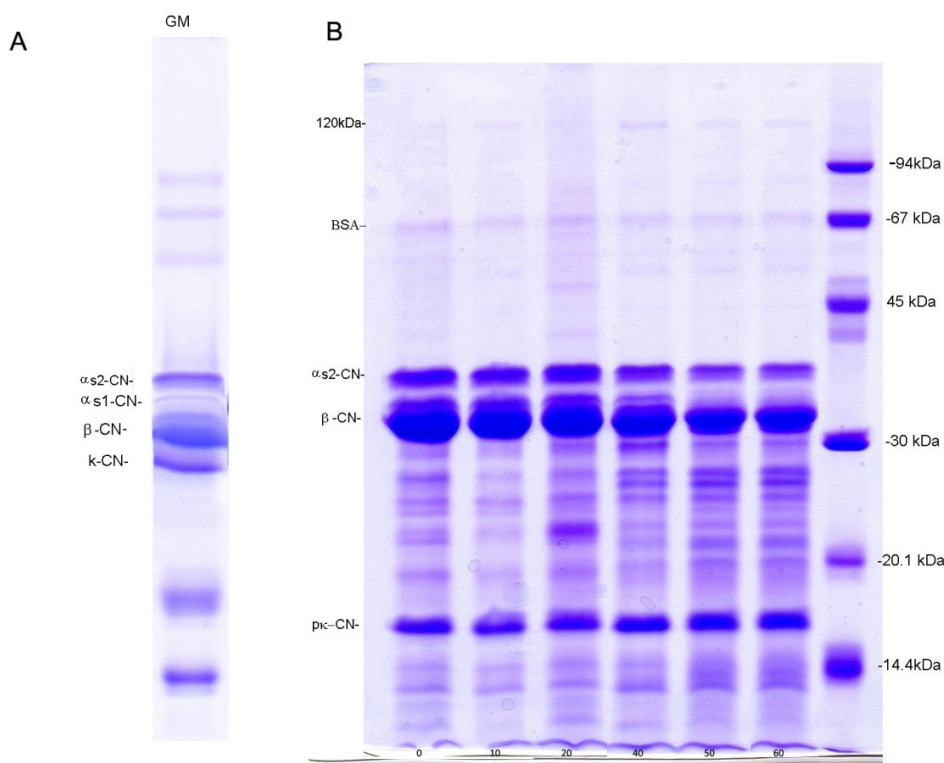 A
GM
αs2-CN-
αs1-CN-
β-CN-
k-CN-
B
120kDa-
BSA–
αs2-CN-
β-CN-
pκ–CN-
-94kDa
-67 kDa
45 kDa
-30 kDa
-20.1 kDa
-14.4kDa
0 10 20 40 50 60